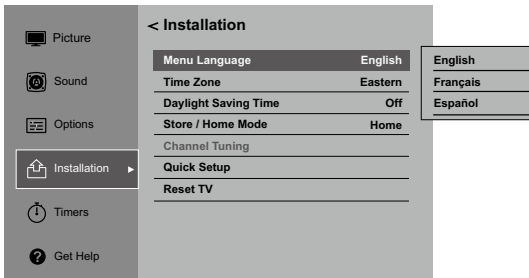 Picture
Sound
Options
Installation
Timers
Get Help
< Installation
Menu Language English
Time Zone Eastern
Daylight Saving Time Off
Store / Home Mode Home
Channel Tuning
Quick Setup
Reset TV
English
Français
Español